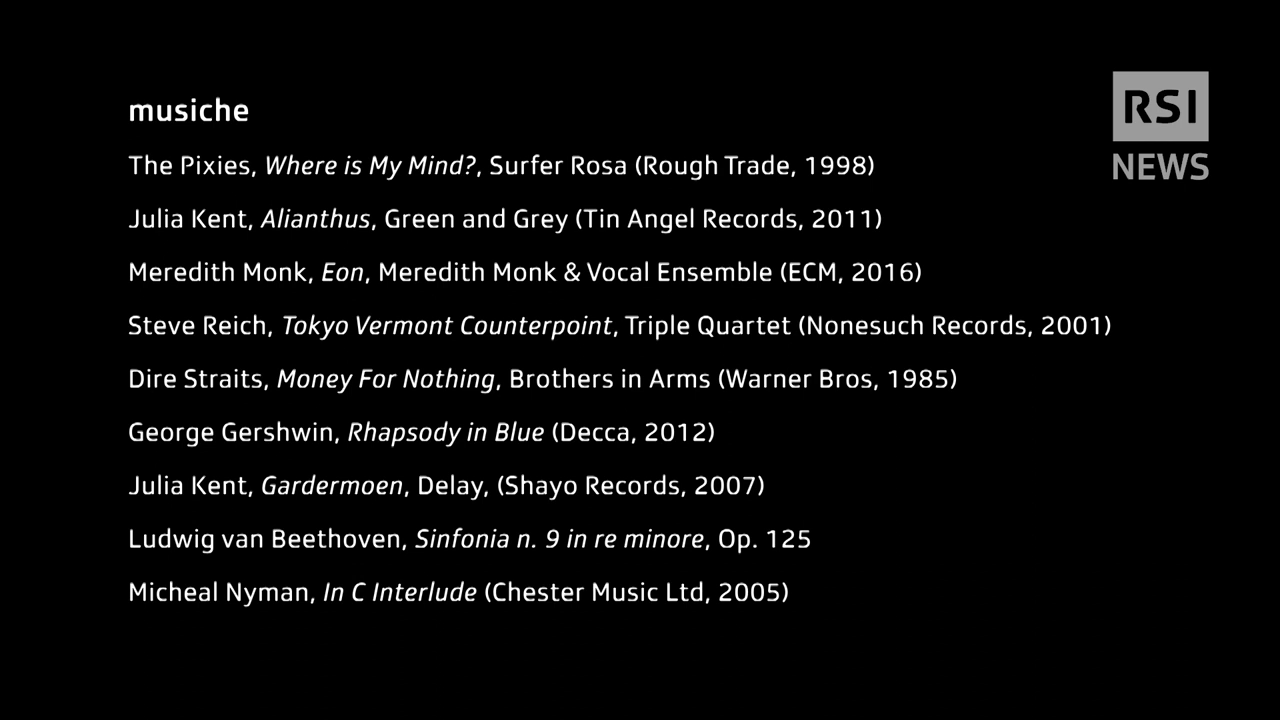 musiche
RSI
NEWS
The Pixies, Where is My Mind?, Surfer Rosa (Rough Trade, 1998)
Julia Kent, Alianthus, Green and Grey (Tin Angel Records, 2011)
Meredith Monk, Eon, Meredith Monk & Vocal Ensemble (ECM, 2016)
Steve Reich, Tokyo Vermont Counterpoint, Triple Quartet (Nonesuch Records, 2001)
Dire Straits, Money For Nothing, Brothers in Arms (Warner Bros, 1985)
George Gershwin, Rhapsody in Blue (Decca, 2012)
Julia Kent, Gardermoen, Delay, (Shayo Records, 2007)
Ludwig van Beethoven, Sinfonia n. 9 in re minore, Op. 125
Micheal Nyman, In C Interlude (Chester Music Ltd, 2005)